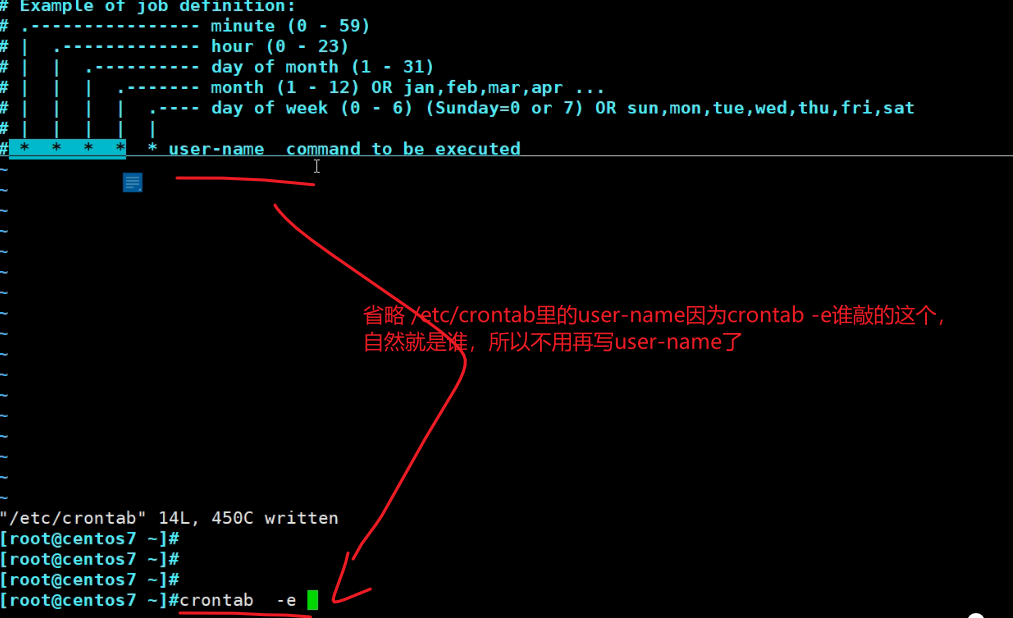 # Example of job definition:
# .---------------- minute (0 - 59)
# |  .------------- hour (0 - 23)
# |  |  .---------- day of month (1 - 31)
# |  |  |  .------- month (1 - 12) OR jan,feb,mar,apr ...
# |  |  |  |  .---- day of week (0 - 6) (Sunday=0 or 7) OR sun,mon,tue,wed,thu,fri,sat
# |  |  |  |  |
# *  *  *  *  * user-name  command to be executed
~
~
~
~
~
~
~
省略 /etc/crontab里的user-name因为crontab -e谁敲的这个，
~
自然就是谁，所以不用再写user-name了
~
~
~
~
~
~
~
~
~
"/etc/crontab" 14L, 450C written
[root@centos7 ~]#
[root@centos7 ~]#
[root@centos7 ~]#
[root@centos7 ~]#crontab  -e